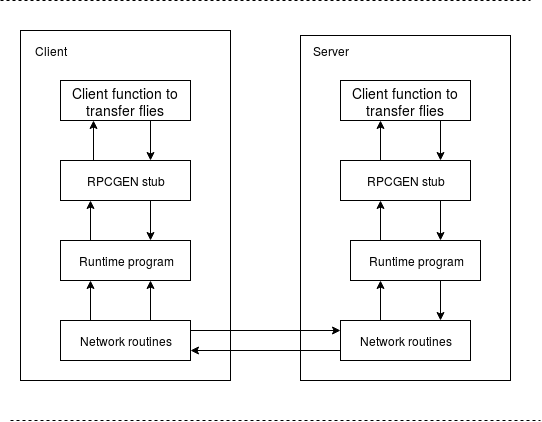 Client
Client function to
transfer flies
RPCGEN stub
Runtime program
Network routines
Server
Client function to
transfer flies
RPCGEN stub
Runtime program
Network routines